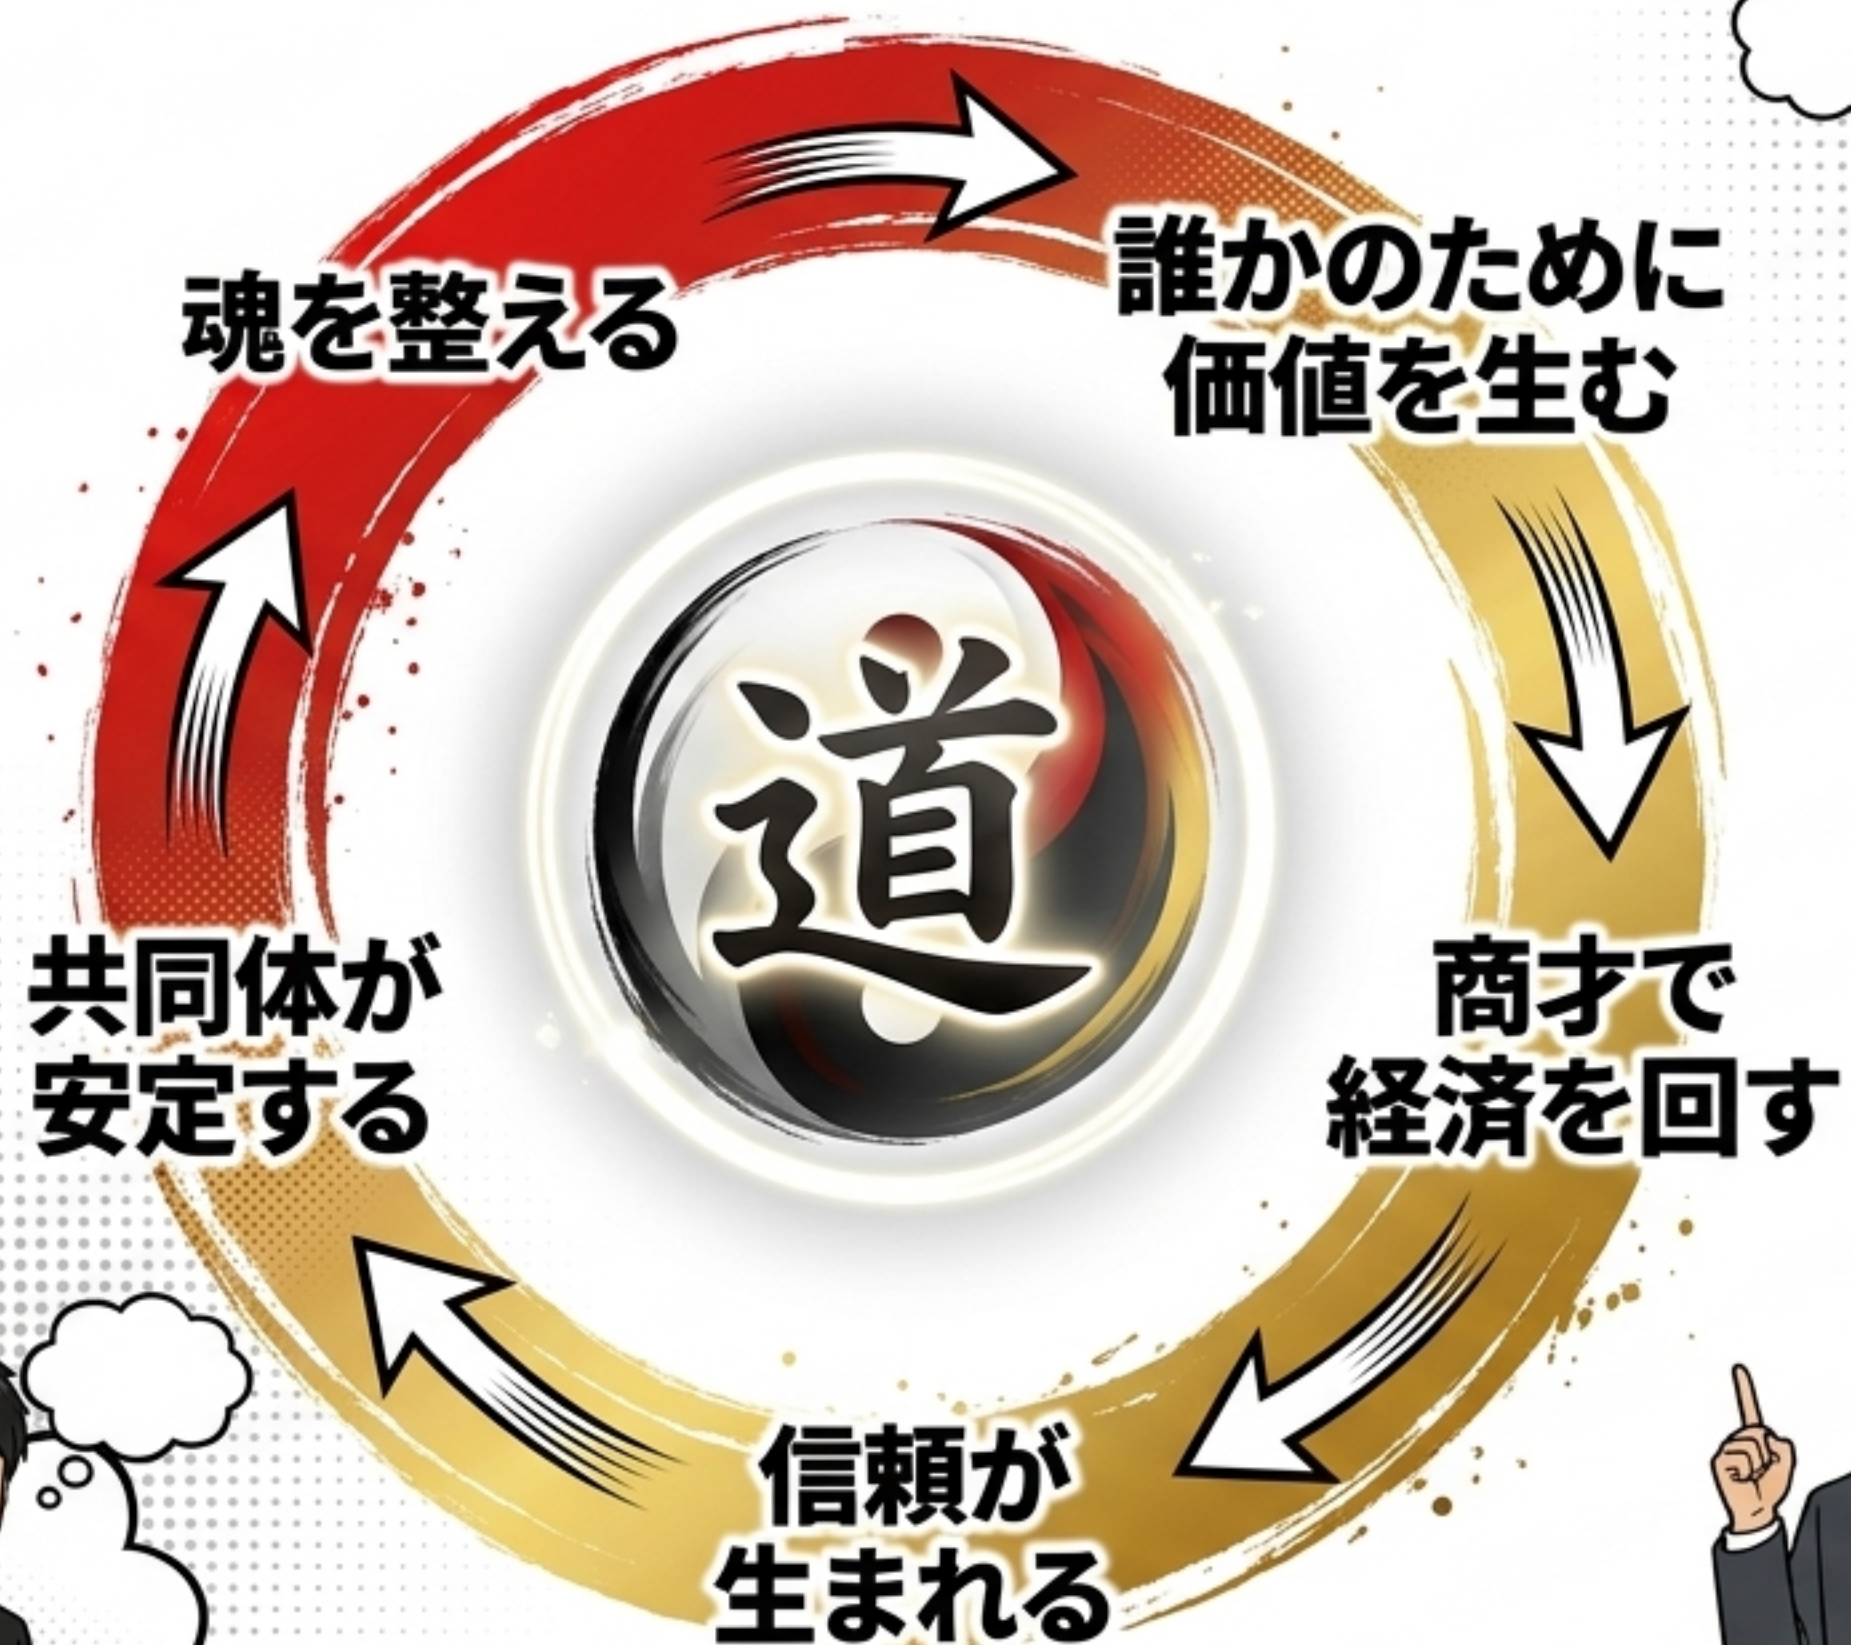 魂を整える
誰かのために
価値を生む
商才で
経済を回す
信頼が
生まれる
共同体が
安定する
道